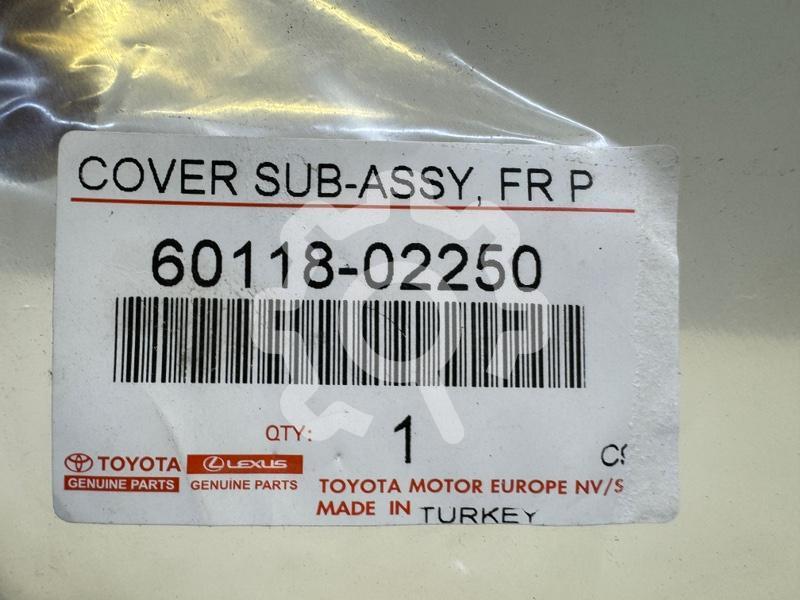 COVER SUB-ASSY, FR P
60118-02250
QTY: 1
TOYOTA LEXUS
GENUINE PARTS GENUINE PARTS
TOYOTA MOTOR EUROPE NV/S
MADE IN TURKEY